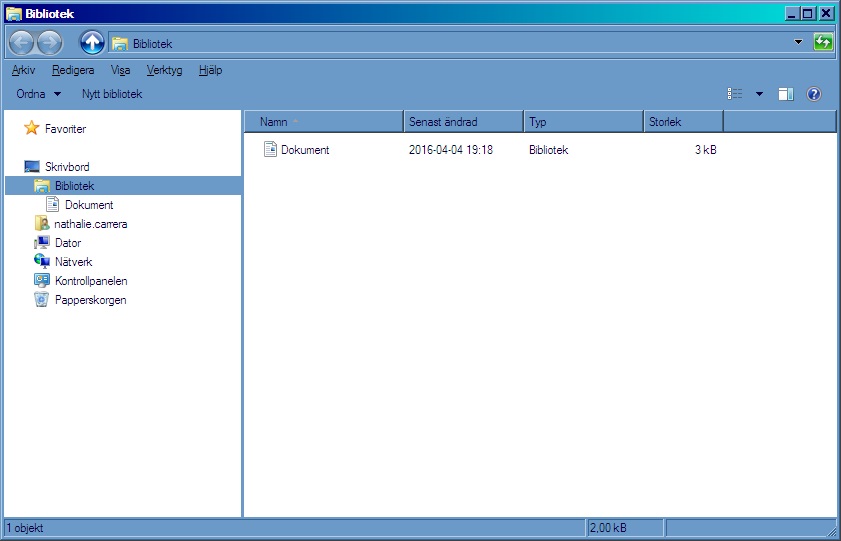 Bibliotek
Bibliotek
Arkiv Redigera Visa Verktyg Hjälp
Ordna Nytt bibliotek
Favoriter
Skrivbord
Bibliotek
Dokument
nathalie.carrera
Dator
Nätverk
Kontrollpanelen
Papperskorgen
Namn Senast ändrad Typ Storlek
Dokument 2016-04-04 19:18 Bibliotek 3 kB
1 objekt 2,00 kB